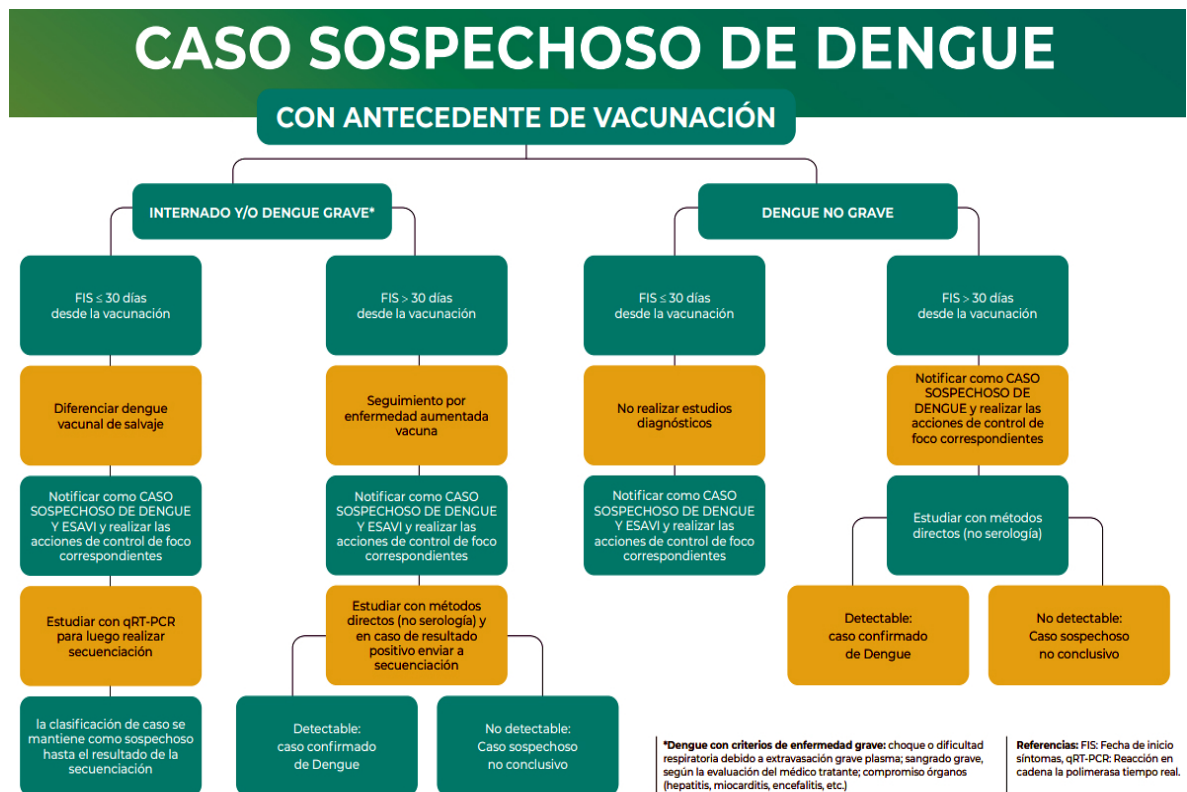 CASO SOSPECHOSO DE DENGUE
CON ANTECEDENTE DE VACUNACIÓN
INTERNADO Y/O DENGUE GRAVE*
DENGUE NO GRAVE
FIS ≤ 30 días
desde la vacunación
FIS > 30 días
desde la vacunación
FIS ≤ 30 días
desde la vacunación
FIS > 30 días
desde la vacunación
Diferenciar dengue
vacunal de salvaje
Seguimiento por
enfermedad aumentada
vacuna
No realizar estudios
diagnósticos
Notificar como CASO
SOSPECHOSO DE
DENGUE y realizar las
acciones de control de
foco correspondientes
Notificar como CASO
SOSPECHOSO DE DENGUE
Y ESAVI y realizar las
acciones de control de foco
correspondientes
Notificar como CASO
SOSPECHOSO DE DENGUE
Y ESAVI y realizar las
acciones de control de foco
correspondientes
Notificar como CASO
SOSPECHOSO DE DENGUE
Y ESAVI y realizar las
acciones de control de foco
correspondientes
Estudiar con métodos
directos (no serología)
Estudiar con qRT-PCR
para luego realizar
secuenciación
Estudiar con métodos
directos (no serología) y
en caso de resultado
positivo enviar a
secuenciación
Detectable:
caso confirmado
de Dengue
No detectable:
Caso sospechoso
no conclusivo
la clasificación de caso se
mantiene como sospechoso
hasta el resultado de la
secuenciación
Detectable:
caso confirmado
de Dengue
No detectable:
Caso sospechoso
no conclusivo
*Dengue con criterios de enfermedad grave: choque o dificultad
respiratoria debido a extravasación grave plasma; sangrado grave,
según la evaluación del médico tratante; compromiso órganos
(hepatitis, miocarditis, encefalitis, etc.)
Referencias: FIS: Fecha de inicio
síntomas, qRT-PCR: Reacción en
cadena la polimerasa tiempo real.